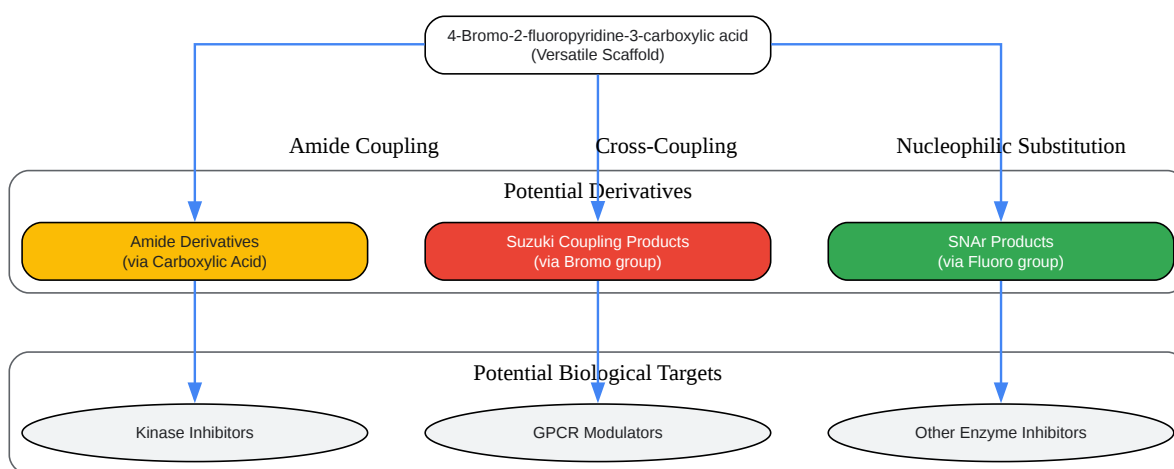 4-Bromo-2-fluoropyridine-3-carboxylic acid
(Versatile Scaffold)
Amide Coupling
Cross-Coupling
Nucleophilic Substitution
Potential Derivatives
Amide Derivatives
(via Carboxylic Acid)
Suzuki Coupling Products
(via Bromo group)
SNAr Products
(via Fluoro group)
Potential Biological Targets
Kinase Inhibitors
GPCR Modulators
Other Enzyme Inhibitors